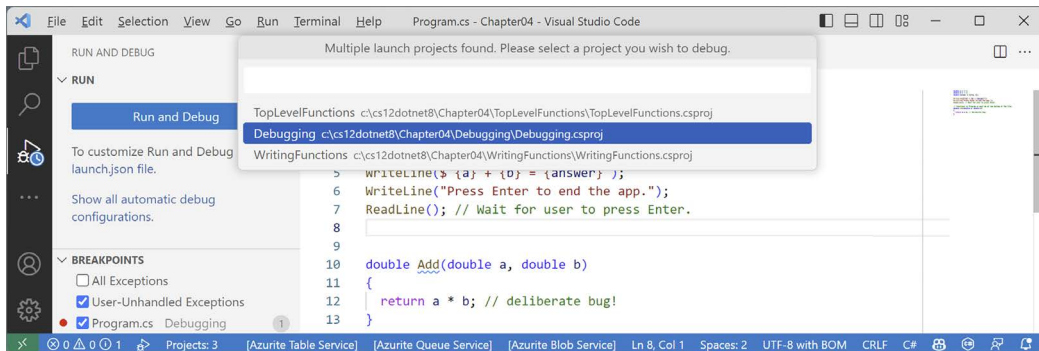 File Edit Selection View Go Run Terminal Help Program.cs - Chapter04 - Visual Studio Code
RUN AND DEBUG
Multiple launch projects found. Please select a project you wish to debug.
RUN
Run and Debug
TopLevelFunctions c:\cs12dotnet8\Chapter04\TopLevelFunctions\TopLevelFunctions.csproj
Debugging c:\cs12dotnet8\Chapter04\Debugging\Debugging.csproj
WritingFunctions c:\cs12dotnet8\Chapter04\WritingFunctions\WritingFunctions.csproj
To customize Run and Debug
launch.json file.
Show all automatic debug
configurations.
5 WriteLine($"{a} + {b} = {answer}");
6 WriteLine("Press Enter to end the app.");
7 ReadLine(); // Wait for user to press Enter.
8
9
10 double Add(double a, double b)
11 {
12 return a * b; // deliberate bug!
13 }
BREAKPOINTS
All Exceptions
User-Unhandled Exceptions
Program.cs Debugging 1
0 0 1 Projects: 3 [Azurite Table Service] [Azurite Queue Service] [Azurite Blob Service] Ln 8, Col 1 Spaces: 2 UTF-8 with BOM CRLF C#